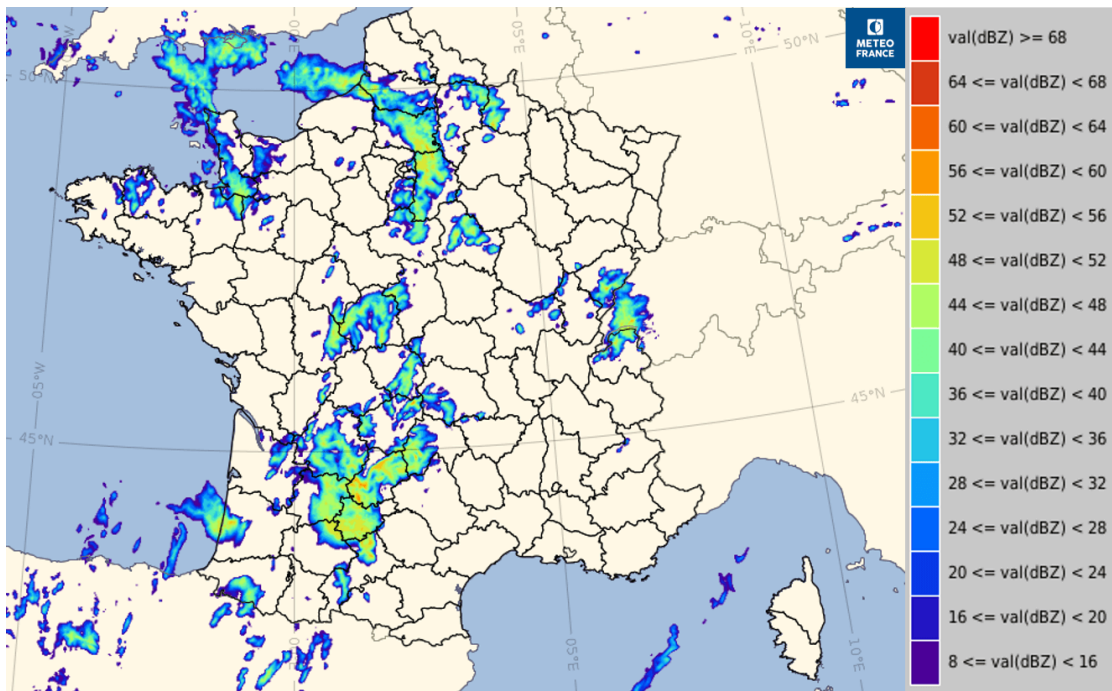 METEO
FRANCE
05°E
50°N
50°N
05°W
45°N
45°N
00°
05°E
10°E
val(dBZ) >= 68
64 <= val(dBZ) < 68
60 <= val(dBZ) < 64
56 <= val(dBZ) < 60
52 <= val(dBZ) < 56
48 <= val(dBZ) < 52
44 <= val(dBZ) < 48
40 <= val(dBZ) < 44
36 <= val(dBZ) < 40
32 <= val(dBZ) < 36
28 <= val(dBZ) < 32
24 <= val(dBZ) < 28
20 <= val(dBZ) < 24
16 <= val(dBZ) < 20
8 <= val(dBZ) < 16